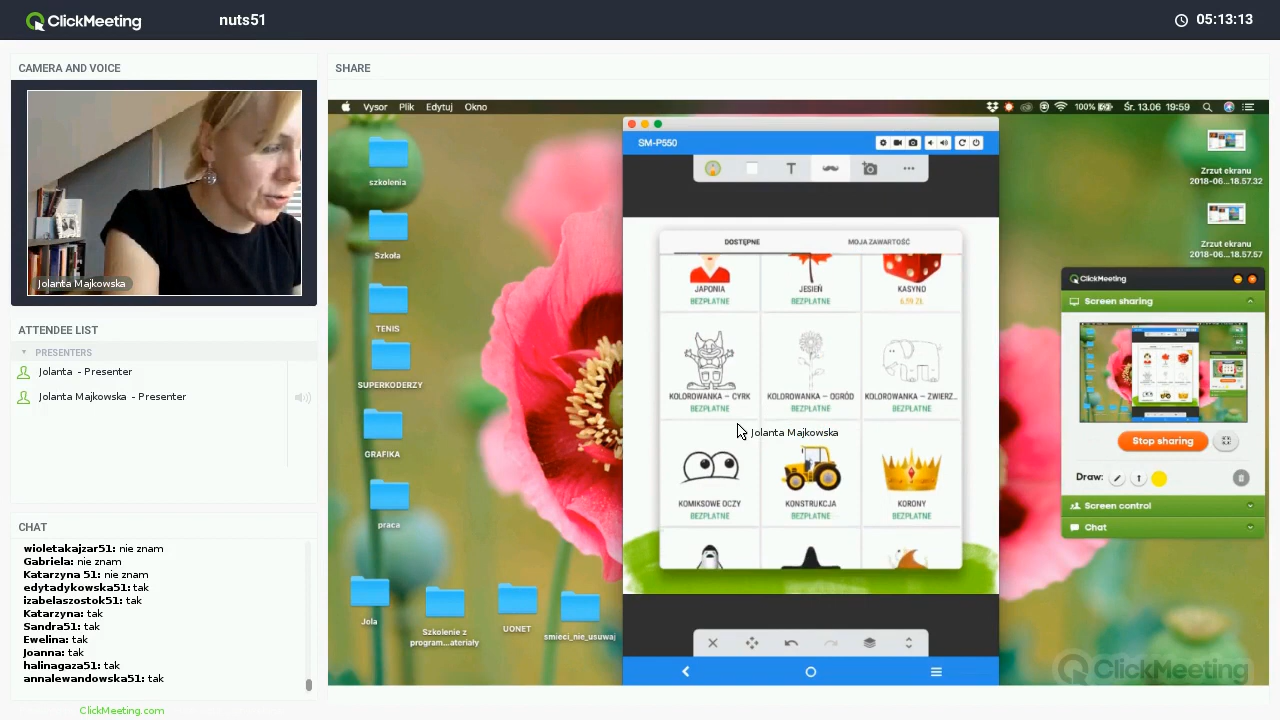 ClickMeeting
nuts51
05:13:13
CAMERA AND VOICE
Jolanta Majkowska
ATTENDEE LIST
PRESENTERS
Jolanta - Presenter
Jolanta Majkowska - Presenter
CHAT
wioletakajzar51: nie znam
Gabriela: nie znam
Katarzyna 51: nie znam
edytadykowska51: tak
izabelaszostok51: tak
Katarzyna: tak
Sandra51: tak
Ewelina: tak
Joanna: tak
halinagaza51: tak
annalewandowska51: tak
ClickMeeting.com
SHARE
Vysor Plik Edytuj Okno
100% Śr. 13.06 19:59
szkolenia
Szkoła
TENIS
SUPERKODERZY
GRAFIKA
praca
Jola
Szkolenie z
program...ateriały
UONET
smieci_nie_usuwaj
SM-P550
T
DOSTĘPNE
MOJA ZAWARTOŚĆ
JAPONIA
BEZPŁATNE
JESIEŃ
BEZPŁATNE
KASYNO
6,59 ZŁ
KOLOROWANKA – CYRK
BEZPŁATNE
KOLOROWANKA – OGRÓD
BEZPŁATNE
KOLOROWANKA – ZWIERZ...
BEZPŁATNE
Jolanta Majkowska
KOMIKSOWE OCZY
BEZPŁATNE
KONSTRUKCJA
BEZPŁATNE
KORONY
BEZPŁATNE
Zrzut ekranu
2018-06...18.57.32
Zrzut ekranu
2018-06...18.57.57
ClickMeeting
Screen sharing
Stop sharing
Draw:
Screen control
Chat
ClickMeeting